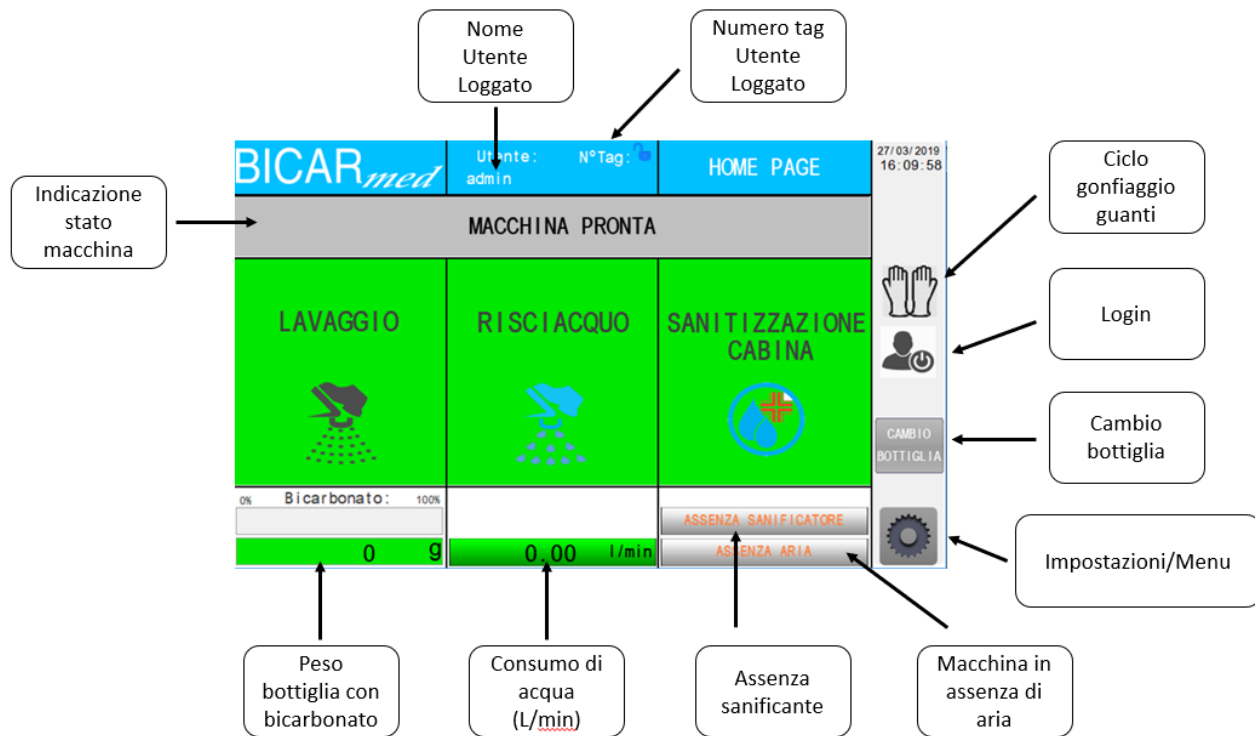 Nome
Utente
Loggato
Numero tag
Utente
Loggato
BICARmed
Utente:
N°Tag:
admin
HOME PAGE
27/03/2019
16:09:58
Ciclo
gonfiaggio
guanti
Indicazione
stato
macchina
MACCHINA PRONTA
LAVAGGIO
RISCIACQUO
SANITIZZAZIONE
CABINA
Login
CAMBIO
BOTTIGLIA
Cambio
bottiglia
0% Bicarbonato: 100%
ASSENZA SANIFICATORE
0 g
0.00 l/min
ASSENZA ARIA
Impostazioni/Menu
Peso
bottiglia con
bicarbonato
Consumo di
acqua
(L/min)
Assenza
sanificante
Macchina in
assenza di
aria